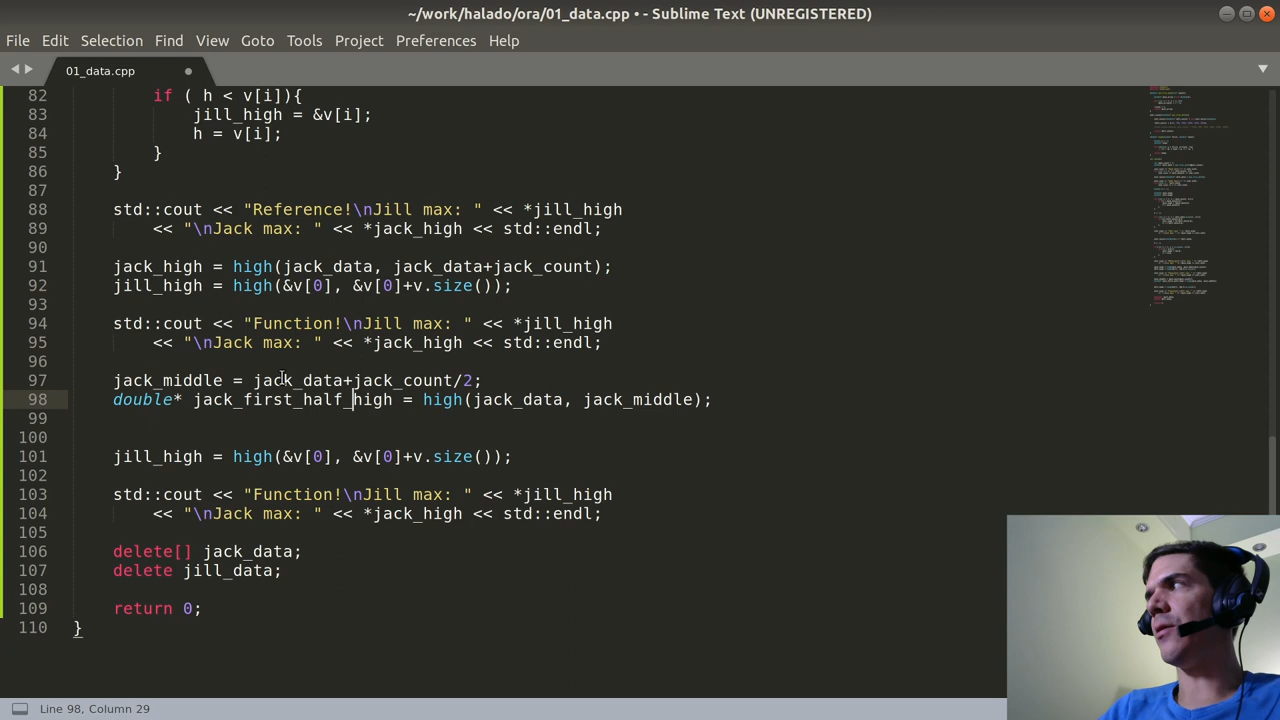 ~/work/halado/ora/01_data.cpp • - Sublime Text (UNREGISTERED)
File Edit Selection Find View Goto Tools Project Preferences Help
01_data.cpp
82 if ( h < v[i]){
83 jill_high = &v[i];
84 h = v[i];
85 }
86 }
87
88 std::cout << "Reference!\nJill max: " << *jill_high
89 << "\nJack max: " << *jack_high << std::endl;
90
91 jack_high = high(jack_data, jack_data+jack_count);
92 jill_high = high(&v[0], &v[0]+v.size());
93
94 std::cout << "Function!\nJill max: " << *jill_high
95 << "\nJack max: " << *jack_high << std::endl;
96
97 jack_middle = jack_data+jack_count/2;
98 double* jack_first_half_high = high(jack_data, jack_middle);
99
100
101 jill_high = high(&v[0], &v[0]+v.size());
102
103 std::cout << "Function!\nJill max: " << *jill_high
104 << "\nJack max: " << *jack_high << std::endl;
105
106 delete[] jack_data;
107 delete jill_data;
108
109 return 0;
110 }
Line 98, Column 29